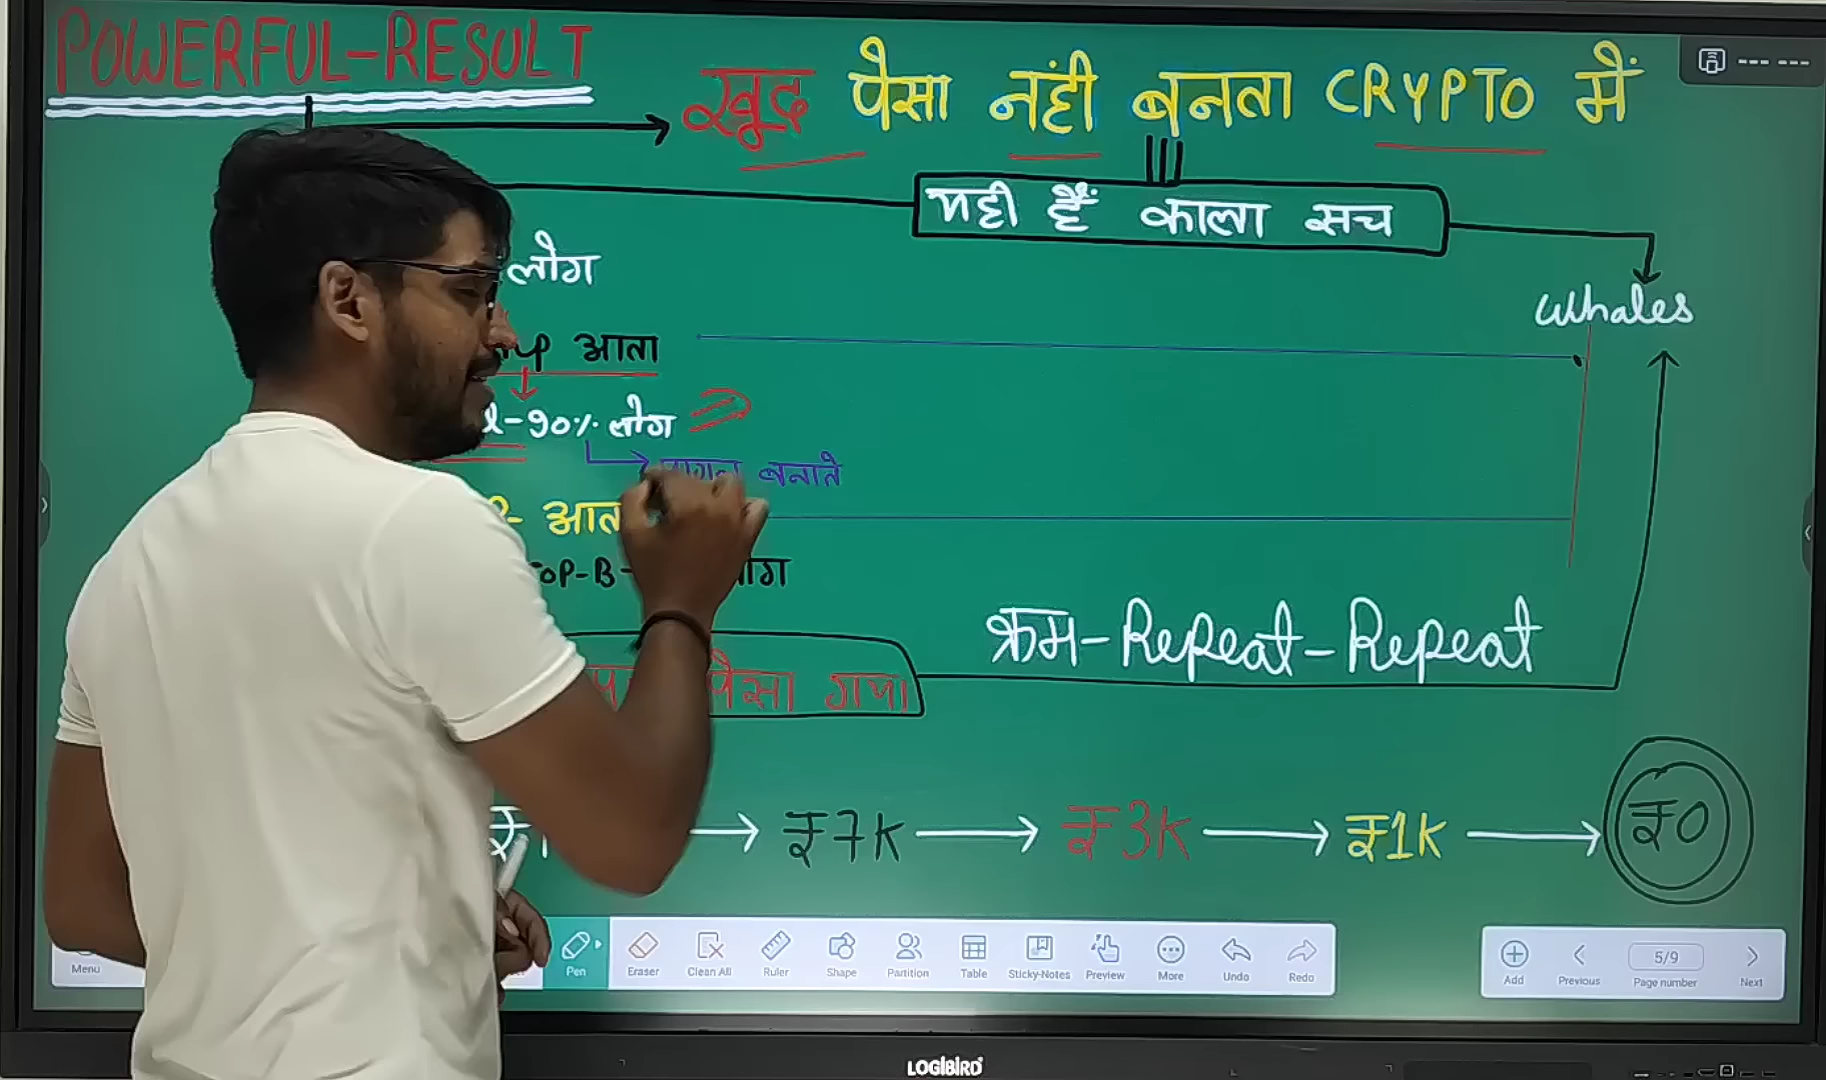 POWERFUL-RESULT
खूद पैसा नहीं बनता CRYPTO में
यही हैं काला सच
लोग
Whales
आता
-90% लोग
बनाते
आता
TOP-B- लोग
क्रम-Repeat-Repeat
पैसा गया
₹7K ₹3K ₹1K ₹0
Menu Pen Eraser Clean All Ruler Shape Partition Table Sticky-Notes Preview More Undo Redo
Add Previous 5/9 Page number Next
LOGIBIRD